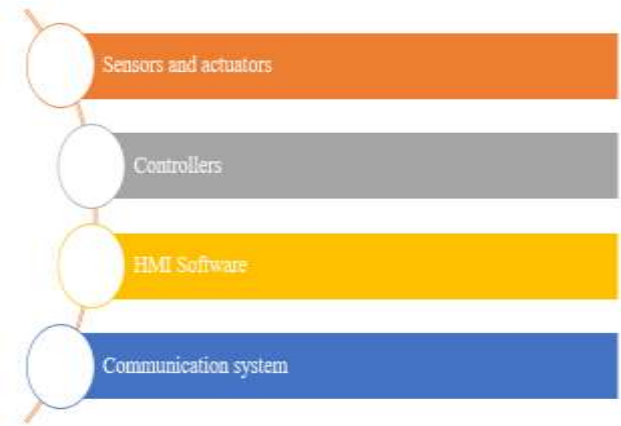 Sensors and actuators
Controllers
HMI Software
Communication system